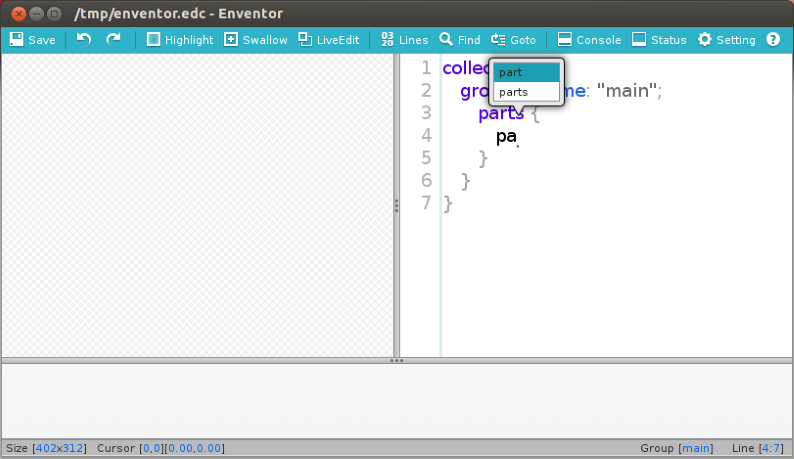 /tmp/enventor.edc - Enventor
Save Highlight Swallow LiveEdit Lines Find Goto Console Status Setting
part
parts
1 collec
2 gro me: "main";
3 parts {
4 pa
5 }
6 }
7 }
Size [402x312] Cursor [0,0][0.00,0.00] Group [main] Line [4:7]